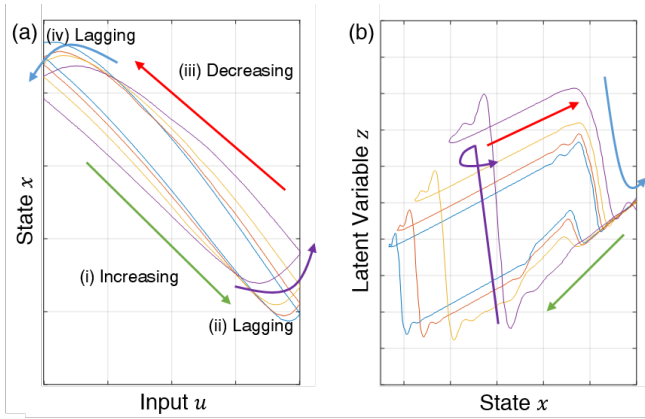 (a)
(iv) Lagging
(iii) Decreasing
State x
(i) Increasing
(ii) Lagging
Input u
(b)
Latent Variable z
State x